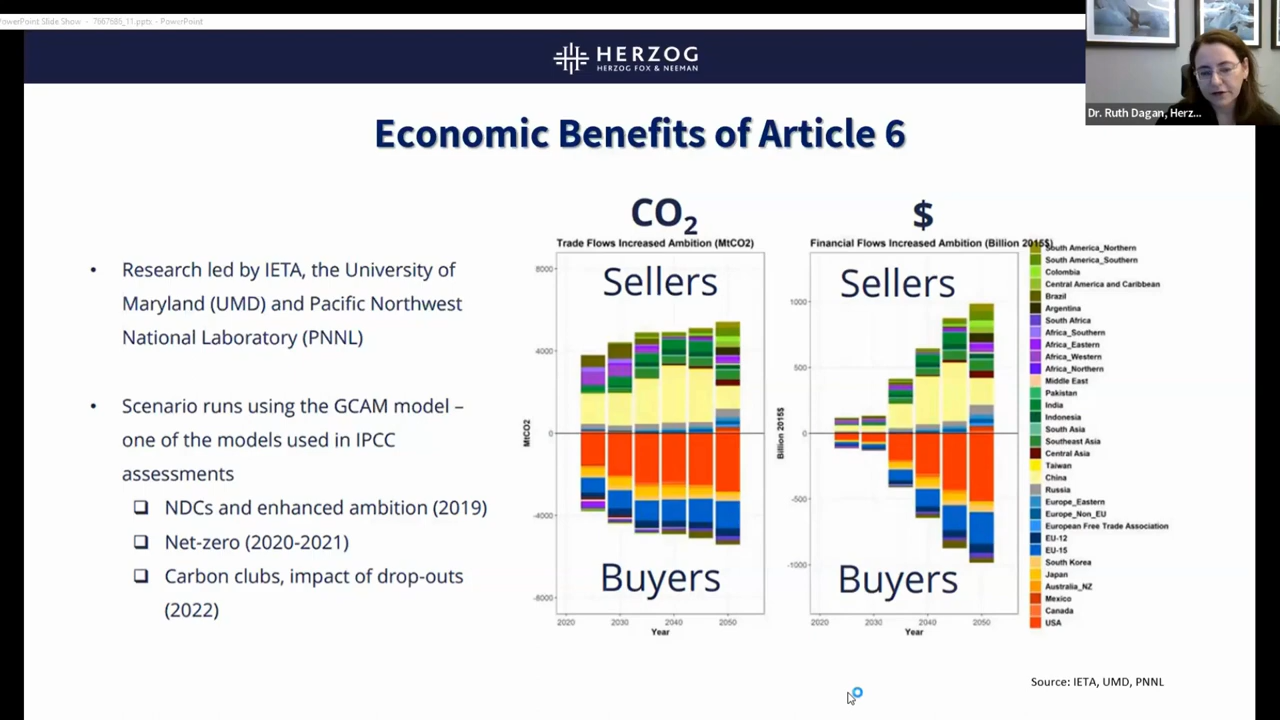 PowerPoint Slide Show - 7667686_11.ppts - PowerPoint
HERZOG
HERZOG FOX & NEEMAN
Dr. Ruth Dagan, Herz...
Economic Benefits of Article 6
• Research led by IETA, the University of
Maryland (UMD) and Pacific Northwest
National Laboratory (PNNL)
• Scenario runs using the GCAM model –
one of the models used in IPCC
assessments
❑ NDCs and enhanced ambition (2019)
❑ Net-zero (2020-2021)
❑ Carbon clubs, impact of drop-outs
(2022)
CO₂
Trade Flows Increased Ambition (MtCO2)
Sellers
Buyers
8000
4000
0
-4000
-8000
MtCO2
2020 2030 2040 2050
Year
$
Financial Flows Increased Ambition (Billion 2015$)
Sellers
Buyers
1000
500
0
-500
-1000
Billion 2015$
2020 2030 2040 2050
Year
South America_Northern
South America_Southern
Colombia
Central America and Caribbean
Brazil
Argentina
South Africa
Africa_Southern
Africa_Eastern
Africa_Western
Africa_Northern
Middle East
Pakistan
India
Indonesia
South Asia
Southeast Asia
Central Asia
Taiwan
China
Russia
Europe_Eastern
Europe_Non_EU
European Free Trade Association
EU-12
EU-15
South Korea
Japan
Australia_NZ
Mexico
Canada
USA
Source: IETA, UMD, PNNL